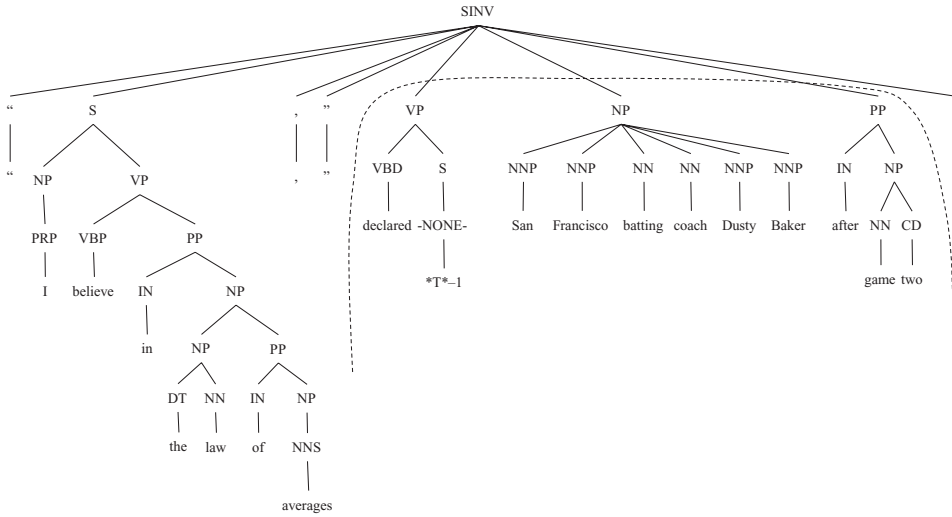 SINV
“ S , ” VP NP PP
“ NP VP , ” VBD S NNP NNP NN NN NNP NNP IN NP
PRP VBP PP declared -NONE- San Francisco batting coach Dusty Baker after NN CD
I believe IN NP *T*–1 game two
in NP PP
DT NN IN NP
the law of NNS
averages